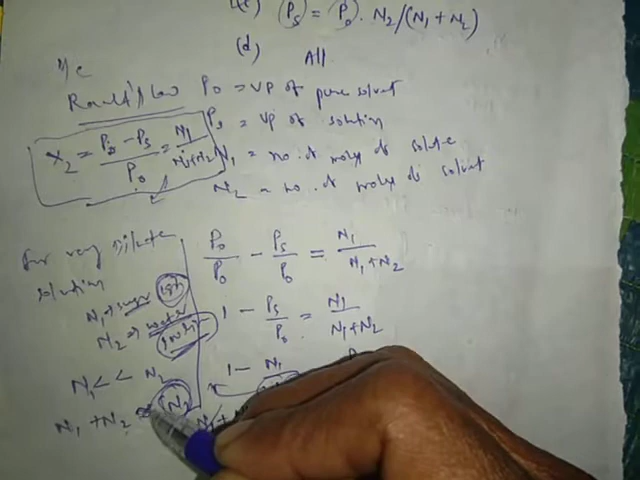 (c) (Ps) = (P0) . N2/(N1 + N2)
(d) All
Raoult's law P0 = VP of pure solvent
Ps = VP of solution
X2 = P0 - Ps / P0 = N1 / N1+N2
N1 = no. of moles of solute
N2 = no. of moles of solvent
For very dilute
solution
P0/P0 - Ps/P0 = N1/N1+N2
N1 → sugar
N2 → water
1 - Ps/P0 = N1/N1+N2
N1 < < N2
1 - N1
N1 + N2 ≈ N2